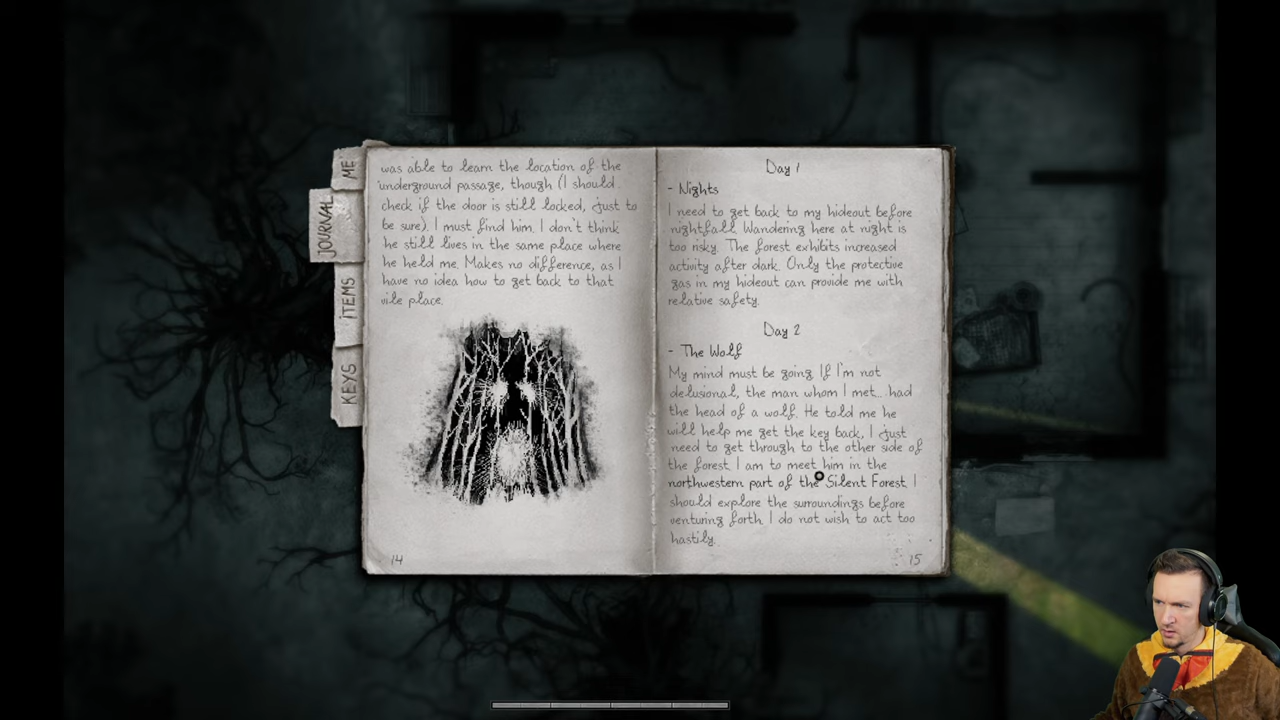 ME
JOURNAL
ITEMS
KEYS
was able to learn the location of the
underground passage, though (I should
check if the door is still locked, just to
be sure). I must find him. I don't think
he still lives in the same place where
he held me. Makes no difference, as I
have no idea how to get back to that
vile place.
14
Day 1
- Nights
I need to get back to my hideout before
nightfall. Wandering here at night is
too risky. The forest exhibits increased
activity after dark. Only the protective
gas in my hideout can provide me with
relative safety.
Day 2
- The Wolf
My mind must be going. If I'm not
delusional, the man whom I met... had
the head of a wolf. He told me he
will help me get the key back, I just
need to get through to the other side of
the forest. I am to meet him in the
northwestern part of the Silent Forest. I
should explore the surroundings before
venturing forth. I do not wish to act too
hastily.
15